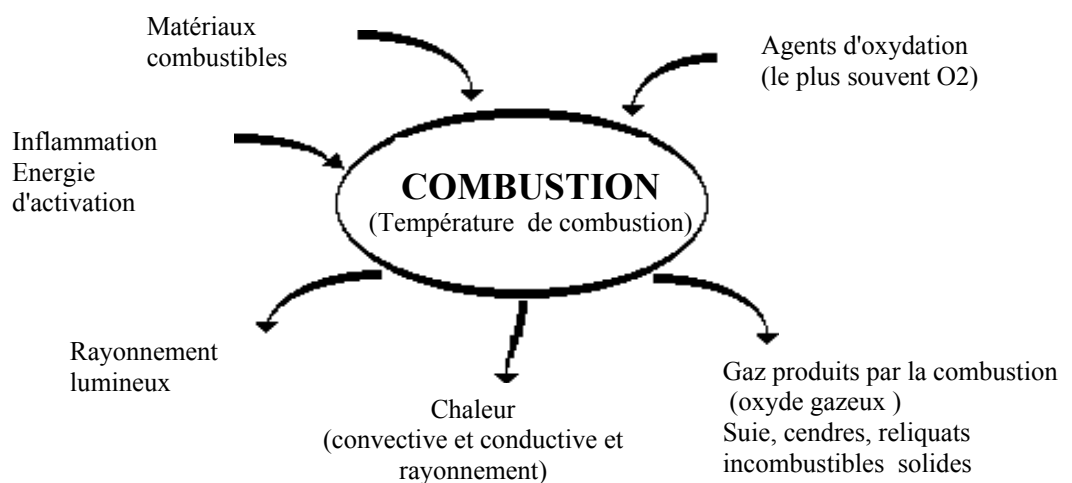 Matériaux
combustibles
Agents d'oxydation
(le plus souvent O2)
Inflammation
Energie
d'activation
COMBUSTION
(Température de combustion)
Rayonnement
lumineux
Chaleur
(convective et conductive et
rayonnement)
Gaz produits par la combustion
(oxyde gazeux )
Suie, cendres, reliquats
incombustibles solides